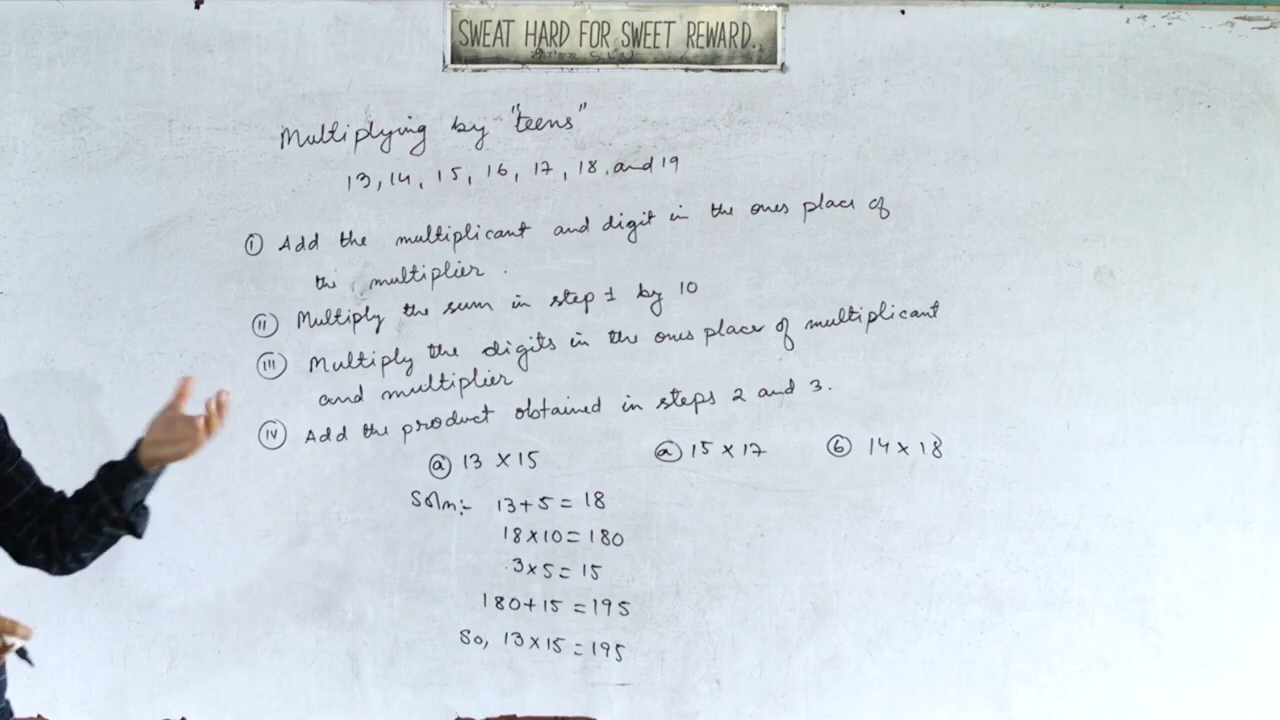 SWEAT HARD FOR SWEET REWARD.
Multiplying by "teens"
13, 14, 15, 16, 17, 18, and 19
(i) Add the multiplicant and digit in the ones place of
the multiplier.
(ii) Multiply the sum in step 1 by 10
(iii) Multiply the digits in the ones place of multiplicant
and multiplier
(iv) Add the product obtained in steps 2 and 3.
(a) 13 × 15
(a) 15 × 17
(b) 14 × 18
Soln:- 13+5 = 18
18×10 = 180
3×5 = 15
180+15 = 195
So, 13×15 = 195